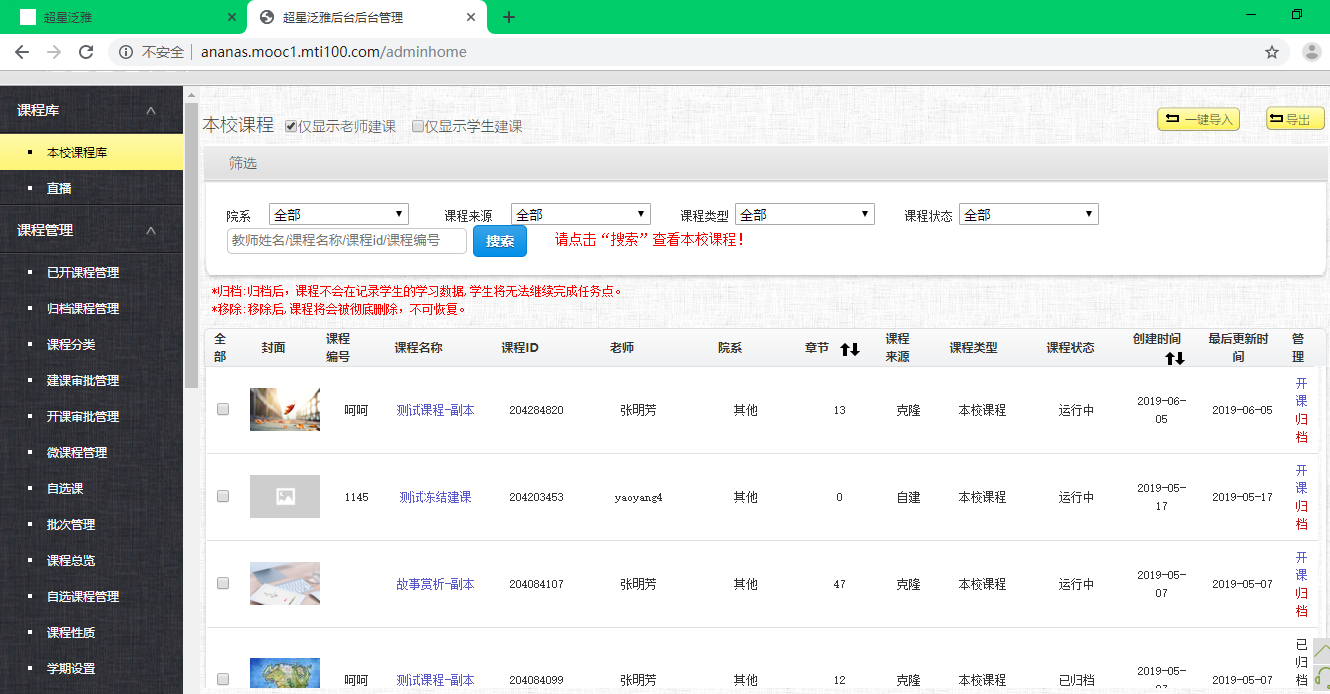 超星泛雅
超星泛雅后台后台管理
不安全 ananas.mooc1.mti100.com/adminhome
课程库
本校课程库
直播
课程管理
已开课程管理
归档课程管理
课程分类
建课审批管理
开课审批管理
微课程管理
自选课
批次管理
课程总览
自选课程管理
课程性质
学期设置
本校课程 仅显示老师建课 仅显示学生建课
一键导入 导出
筛选
院系 全部 课程来源 全部 课程类型 全部 课程状态 全部
教师姓名/课程名称/课程id/课程编号 搜索 请点击“搜索”查看本校课程！
*归档:归档后，课程不会在记录学生的学习数据,学生将无法继续完成任务点。
*移除:移除后,课程将会被彻底删除，不可恢复。
全部 封面 课程编号 课程名称 课程ID 老师 院系 章节 课程来源 课程类型 课程状态 创建时间 最后更新时间 管理
呵呵 测试课程-副本 204284820 张明芳 其他 13 克隆 本校课程 运行中 2019-06-05 2019-06-05 开课 归档
1145 测试冻结建课 204203453 yaoyang4 其他 0 自建 本校课程 运行中 2019-05-17 2019-05-17 开课 归档
故事赏析-副本 204084107 张明芳 其他 47 克隆 本校课程 运行中 2019-05-07 2019-05-07 开课 归档
呵呵 测试课程-副本 204084099 张明芳 其他 12 克隆 本校课程 已归档 2019-05-07 2019-05-07 已归档